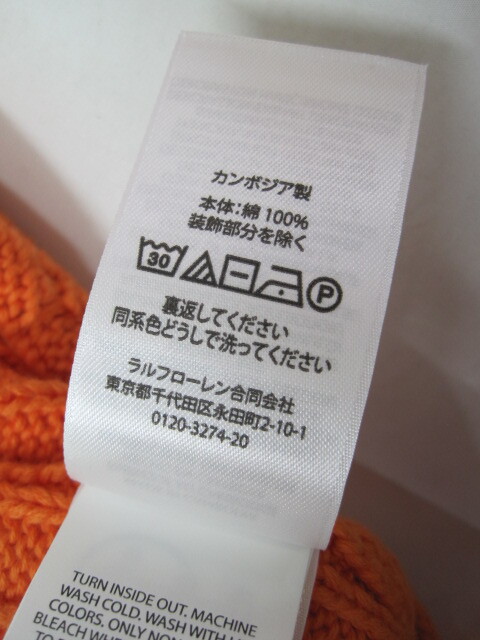 カンボジア製
本体:綿 100%
装飾部分を除く
30 P
裏返してください
同系色どうしで洗ってください
ラルフローレン合同会社
東京都千代田区永田町2-10-1
0120-3274-20
TURN INSIDE OUT. MACHINE
WASH COLD. WASH WITH
COLORS. ONLY NON
BLEACH